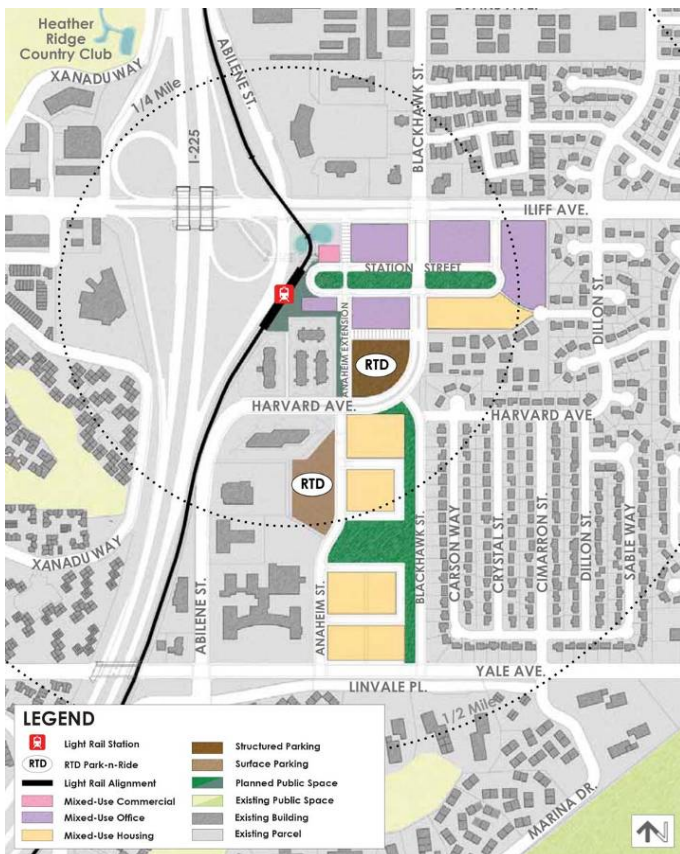 Heather
Ridge
Country Club
XANADU WAY
ABILENE ST.
1/4 Mile
I-225
BLACKHAWK ST.
ILIFF AVE.
STATION STREET
DILLON ST.
ANAHEIM EXTENSION
RTD
HARVARD AVE.
HARVARD AVE.
RTD
XANADU WAY
ABILENE ST.
ANAHEIM ST.
BLACKHAWK ST.
CARSON WAY
CRYSTAL ST.
CIMARRON ST.
DILLON ST.
SABLE WAY
YALE AVE.
LINVALE PL.
1/2 Mile
MARINA DR.
LEGEND
Light Rail Station
RTD RTD Park-n-Ride
Light Rail Alignment
Mixed-Use Commercial
Mixed-Use Office
Mixed-Use Housing
Structured Parking
Surface Parking
Planned Public Space
Existing Public Space
Existing Building
Existing Parcel
N